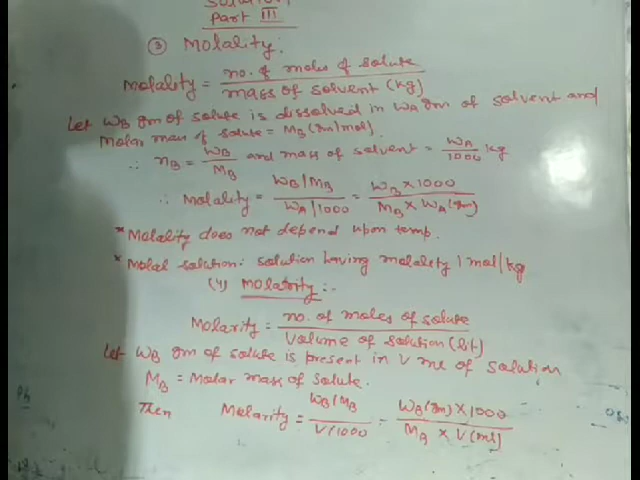 Solution
Part III
③ Molality:
Molality = no. of moles of solute / mass of solvent (kg)
Let WB gm of solute is dissolved in WA gm of solvent and
Molar mass of solute = MB (gm/mol).
∴ nB = WB / MB and mass of solvent = WA / 1000 kg
∴ Molality = WB/MB / WA/1000 = WB × 1000 / MB × WA (gm)
* Molality does not depend upon temp.
* Molal solution: solution having molality 1 mol/kg
(4) Molarity:-
Molarity = no. of moles of solute / Volume of solution (lit)
Let WB gm of solute is present in V ml of solution
MB = Molar mass of solute.
Then Molarity = WB/MB / V/1000 = WB (gm) × 1000 / MB × V (ml)